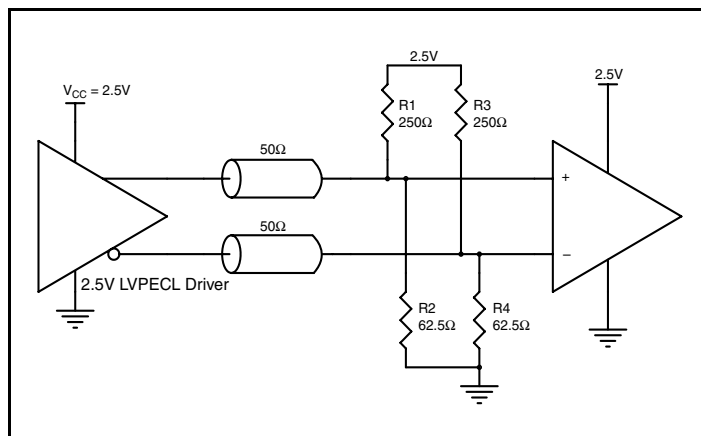 2.5V
2.5V
V_CC = 2.5V
R1
250Ω
R3
250Ω
50Ω
+
50Ω
−
2.5V LVPECL Driver
R2
62.5Ω
R4
62.5Ω